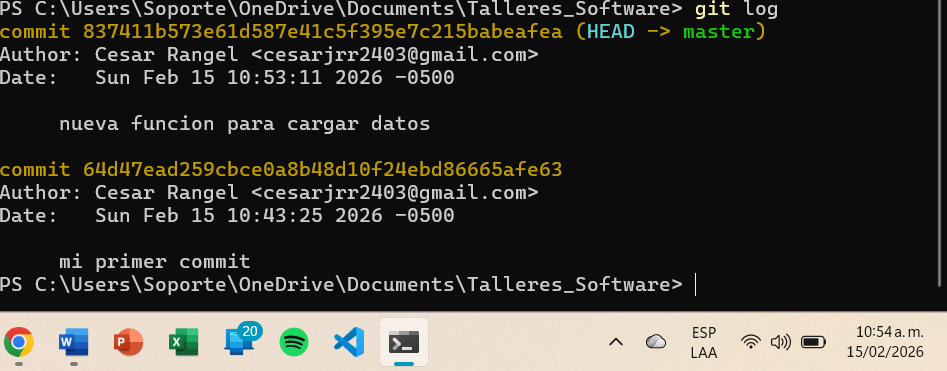 PS C:\Users\Soporte\OneDrive\Documents\Talleres_Software> git log
commit 837411b573e61d587e41c5f395e7c215babeafea (HEAD -> master)
Author: Cesar Rangel <cesarjrr2403@gmail.com>
Date:   Sun Feb 15 10:53:11 2026 -0500
nueva funcion para cargar datos
commit 64d47ead259cbce0a8b48d10f24ebd86665afe63
Author: Cesar Rangel <cesarjrr2403@gmail.com>
Date:   Sun Feb 15 10:43:25 2026 -0500
mi primer commit
PS C:\Users\Soporte\OneDrive\Documents\Talleres_Software>
W
P
X
20
ESP
LAA
10:54 a. m.
15/02/2026